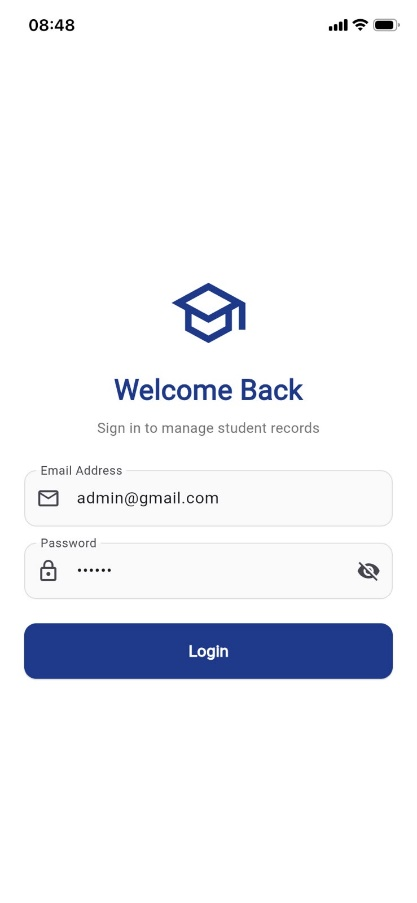 08:48
Welcome Back
Sign in to manage student records
Email Address
admin@gmail.com
Password
••••••
Login